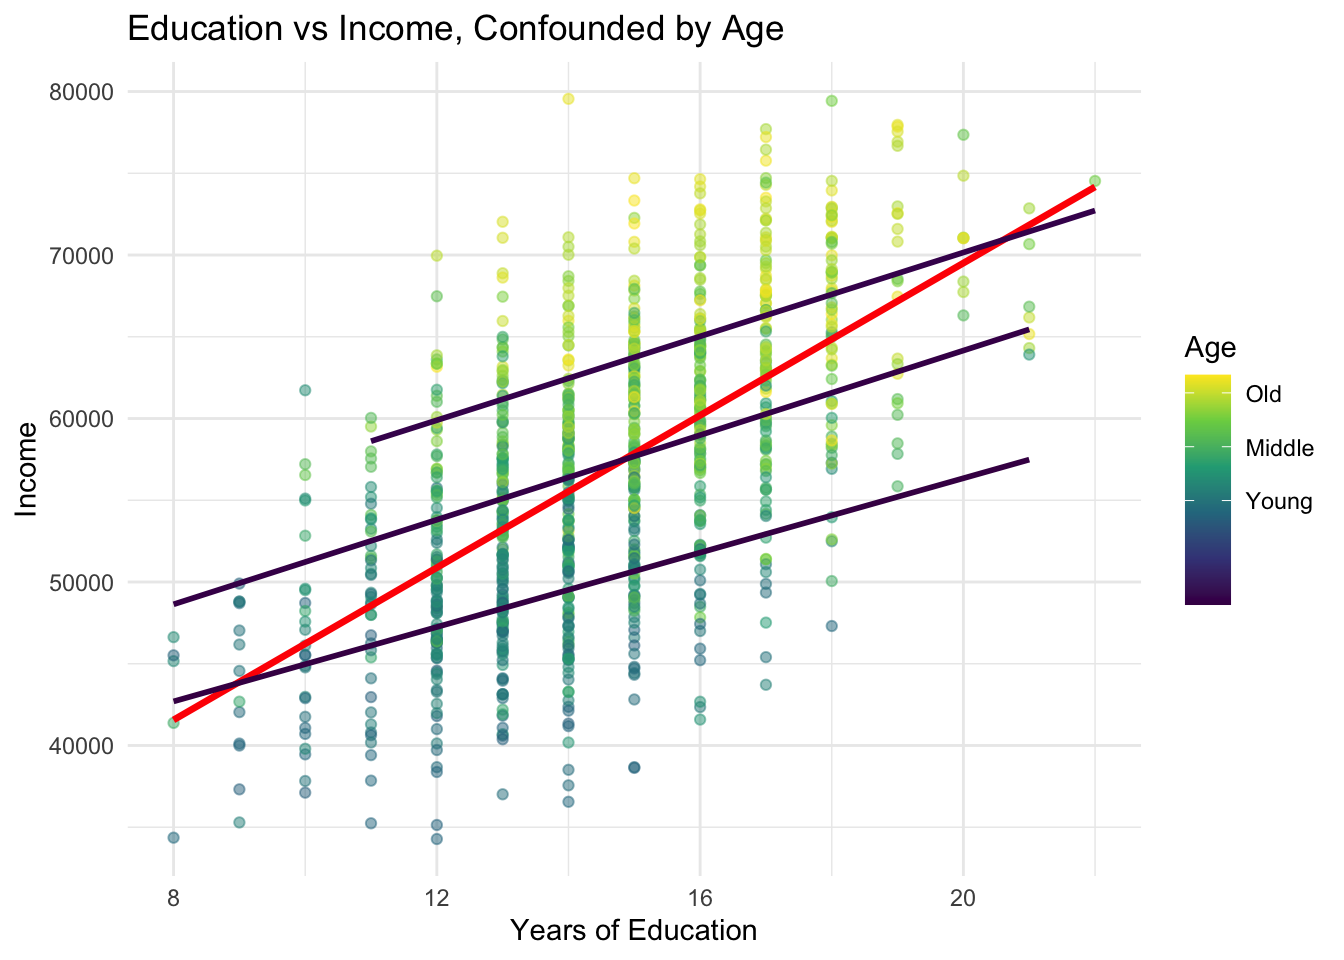 Education vs Income, Confounded by Age
80000
70000
60000
50000
40000
Income
8
12
16
20
Years of Education
Age
Old
Middle
Young